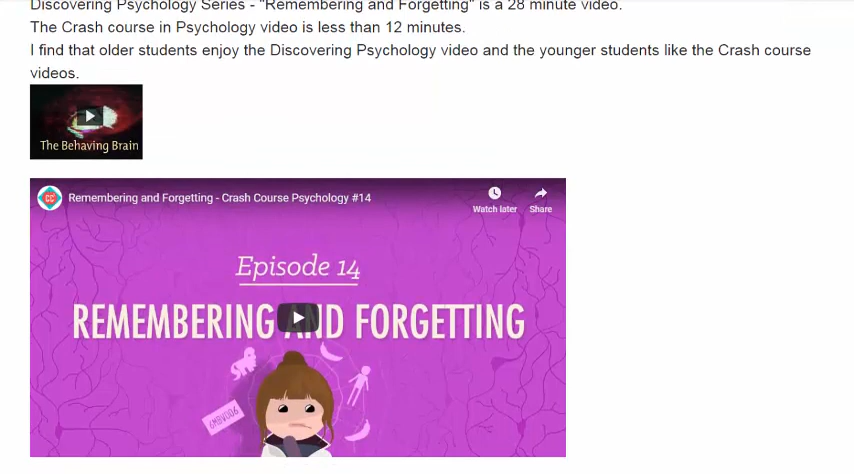 Discovering Psychology Series - "Remembering and Forgetting" is a 28 minute video.
The Crash course in Psychology video is less than 12 minutes.
I find that older students enjoy the Discovering Psychology video and the younger students like the Crash course
videos.
The Behaving Brain
CC
Remembering and Forgetting - Crash Course Psychology #14
Watch later
Share
Episode 14
REMEMBERING AND FORGETTING
6MBV006